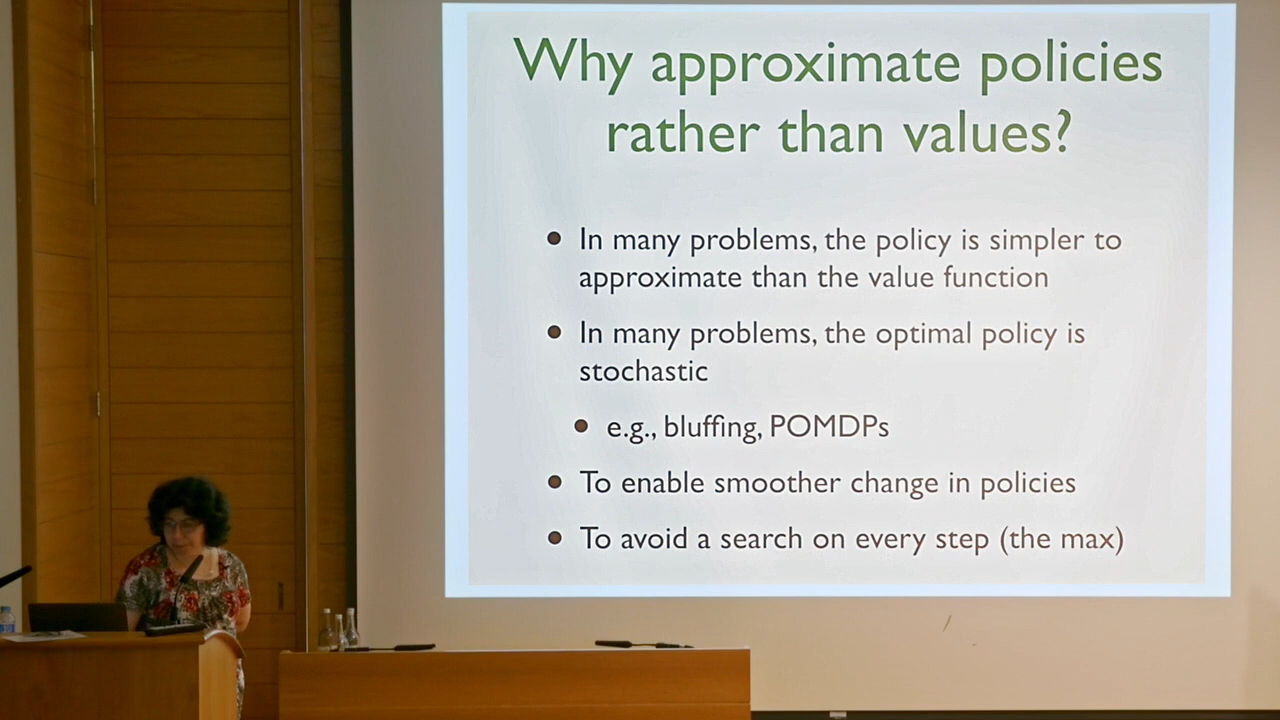 Why approximate policies
rather than values?
• In many problems, the policy is simpler to
approximate than the value function
• In many problems, the optimal policy is
stochastic
• e.g., bluffing, POMDPs
• To enable smoother change in policies
• To avoid a search on every step (the max)